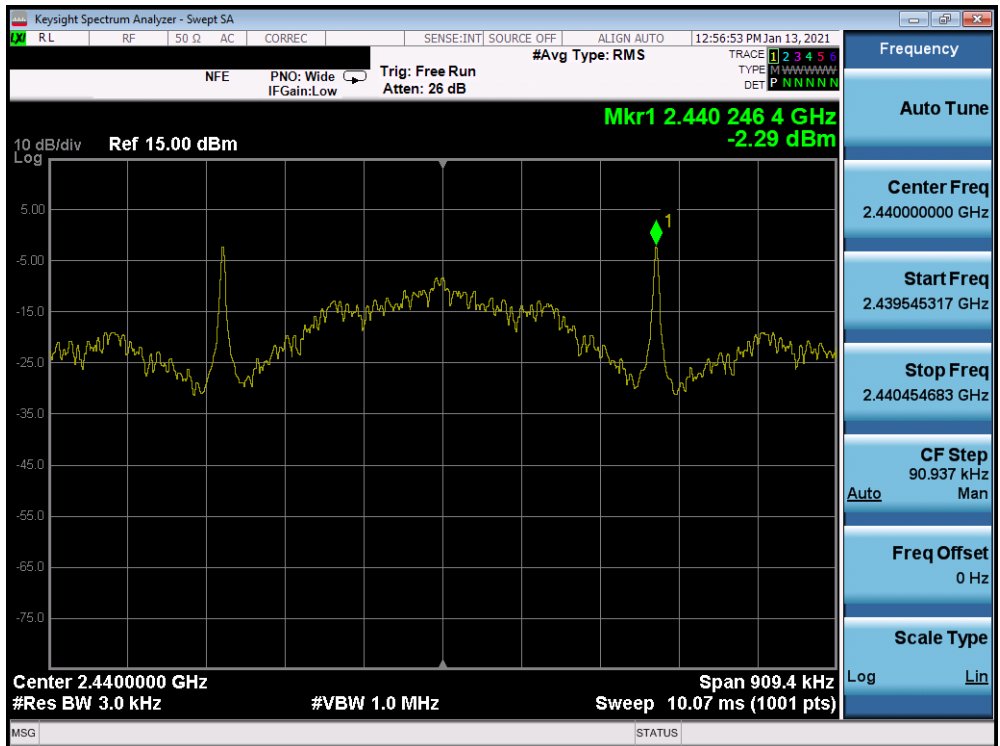 Keysight Spectrum Analyzer - Swept SA
LXI RL RF 50 Ω AC CORREC SENSE:INT SOURCE OFF ALIGN AUTO 12:56:53 PM Jan 13, 2021
#Avg Type: RMS
TRACE 1 2 3 4 5 6
TYPE M W W W W W
DET P N N N N N
NFE
PNO: Wide
IFGain:Low
Trig: Free Run
Atten: 26 dB
Mkr1 2.440 246 4 GHz
-2.29 dBm
10 dB/div
Log
Ref 15.00 dBm
5.00
-5.00
-15.0
-25.0
-35.0
-45.0
-55.0
-65.0
-75.0
1
Center 2.4400000 GHz
#Res BW 3.0 kHz
#VBW 1.0 MHz
Span 909.4 kHz
Sweep 10.07 ms (1001 pts)
MSG
STATUS
Frequency
Auto Tune
Center Freq
2.440000000 GHz
Start Freq
2.439545317 GHz
Stop Freq
2.440454683 GHz
CF Step
90.937 kHz
Auto Man
Freq Offset
0 Hz
Scale Type
Log Lin